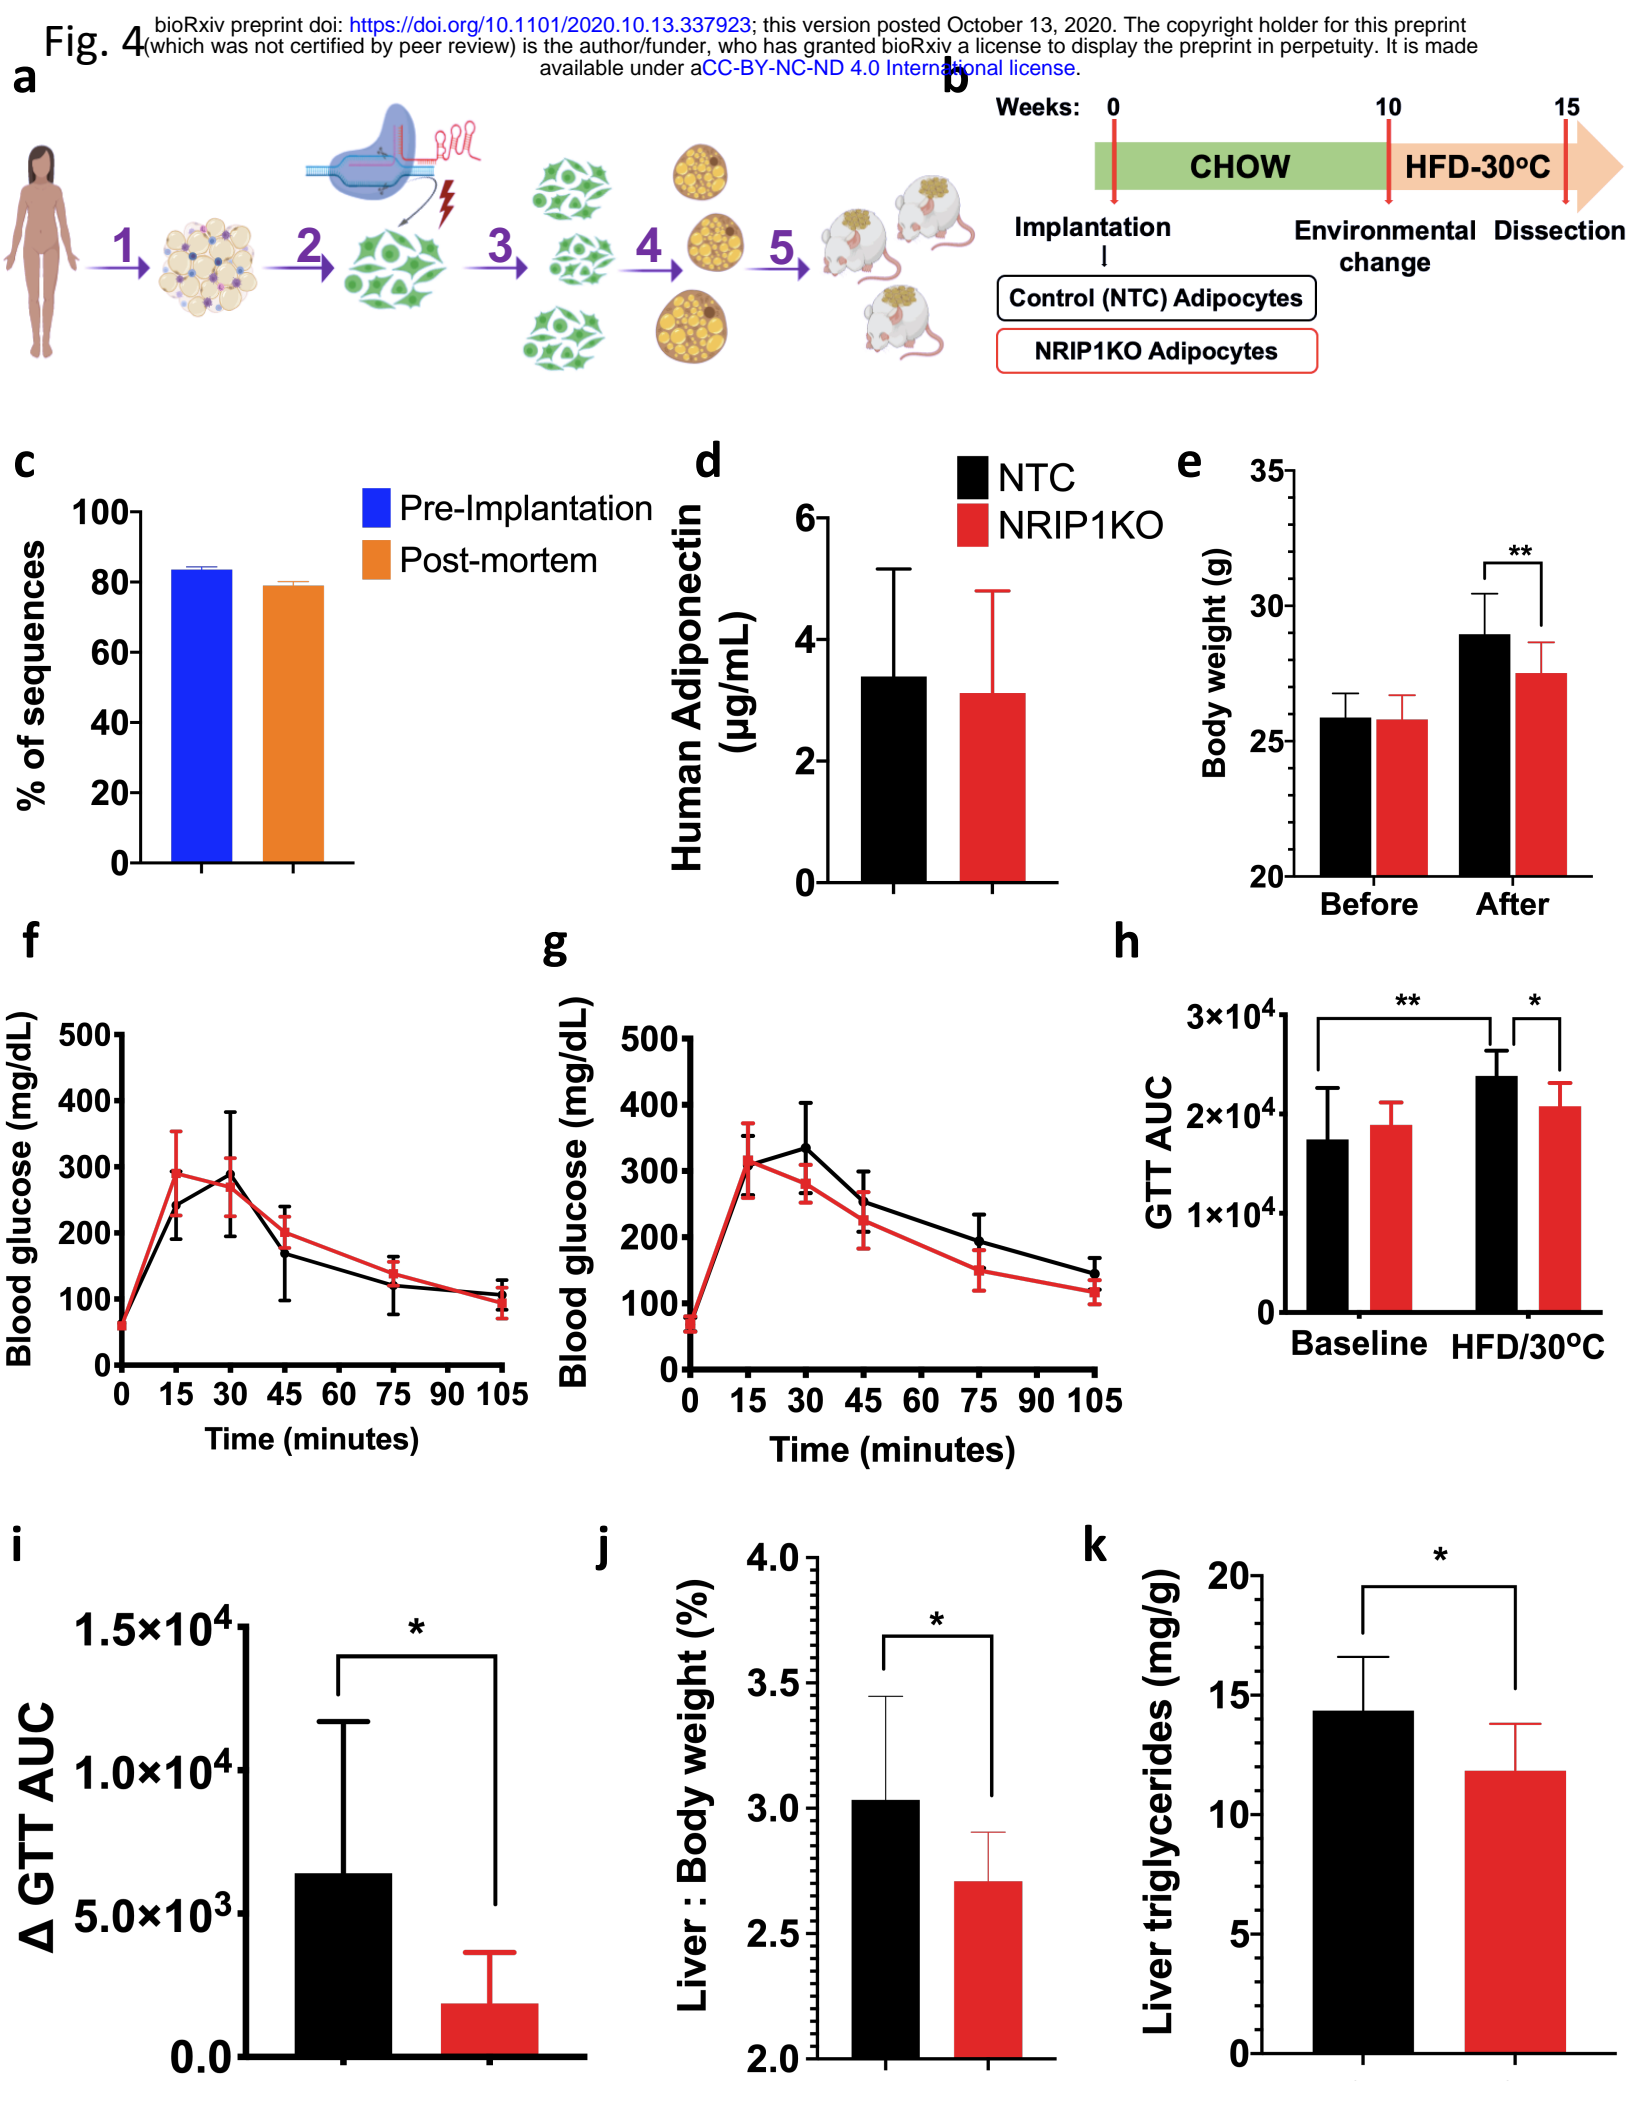 bioRxiv preprint doi: https://doi.org/10.1101/2020.10.13.337923; this version posted October 13, 2020. The copyright holder for this preprint
(which was not certified by peer review) is the author/funder, who has granted bioRxiv a license to display the preprint in perpetuity. It is made
available under aCC-BY-NC-ND 4.0 International license.
Fig. 4
a
1
2
3
4
5
b
Weeks: 0 10 15
CHOW
HFD-30ºC
Implantation
Environmental
change
Dissection
Control (NTC) Adipocytes
NRIP1KO Adipocytes
c
% of sequences
100
80
60
40
20
0
Pre-Implantation
Post-mortem
d
Human Adiponectin
(µg/mL)
6
4
2
0
NTC
NRIP1KO
e
Body weight (g)
35
30
25
20
**
Before After
f
Blood glucose (mg/dL)
500
400
300
200
100
0
0 15 30 45 60 75 90 105
Time (minutes)
g
Blood glucose (mg/dL)
500
400
300
200
100
0
0 15 30 45 60 75 90 105
Time (minutes)
h
GTT AUC
3×10⁴
2×10⁴
1×10⁴
0
** *
Baseline HFD/30ºC
i
Δ GTT AUC
1.5×10⁴
1.0×10⁴
5.0×10³
0.0
*
j
Liver : Body weight (%)
4.0
3.5
3.0
2.5
2.0
*
k
Liver triglycerides (mg/g)
20
15
10
5
0
*